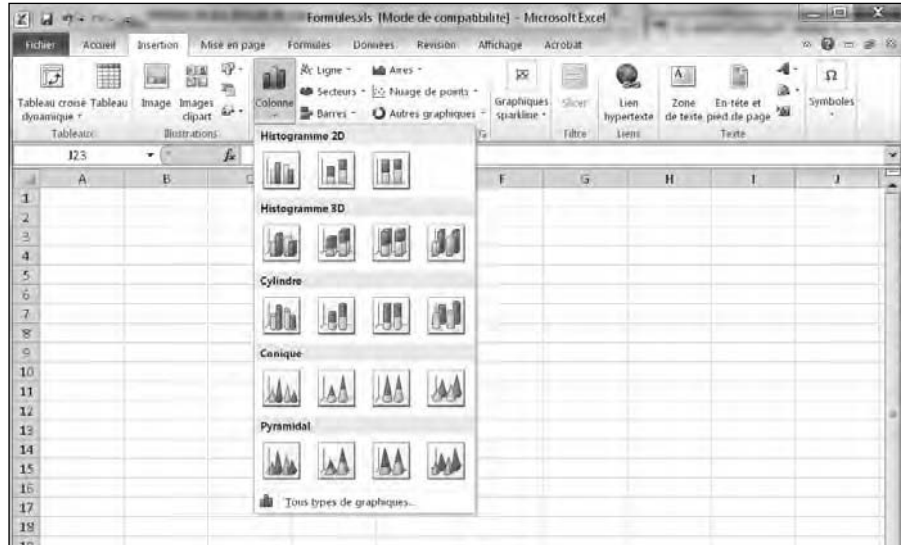 Formules.xls [Mode de compatibilité] - Microsoft Excel
Fichier Accueil Insertion Mise en page Formules Données Révision Affichage Acrobat
Tableau croisé dynamique Tableau Image Images clipart Colonne Ligne Aires
Secteurs Nuage de points
Barres Autres graphiques
Graphiques sparkline Slicer Lien hypertexte Zone de texte En-tête et pied de page Symboles
Tableaux Illustrations Filtre Liens Texte
J23 fx
A B C F G H I J
Histogramme 2D
Histogramme 3D
Cylindre
Conique
Pyramidal
Tous types de graphiques...
1
2
3
4
5
6
7
8
9
10
11
12
13
14
15
16
17
18